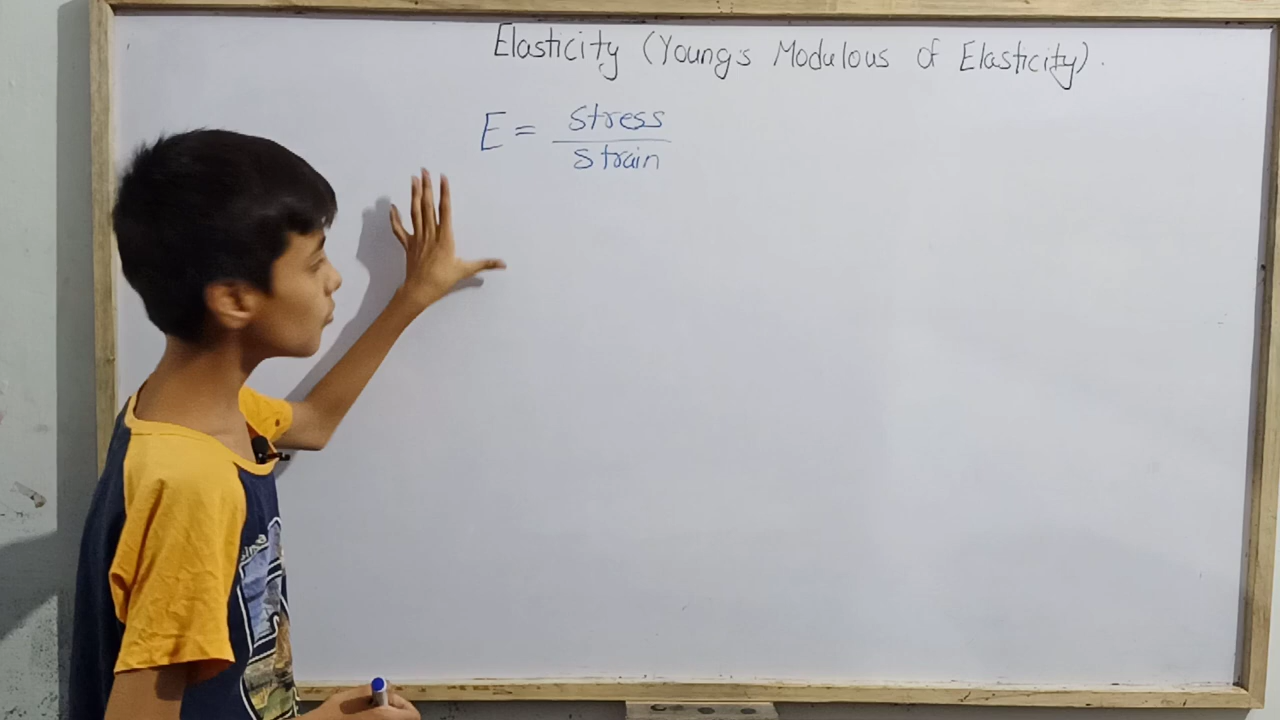 Elasticity (Young's Modulous of Elasticity).
E = Stress
Strain